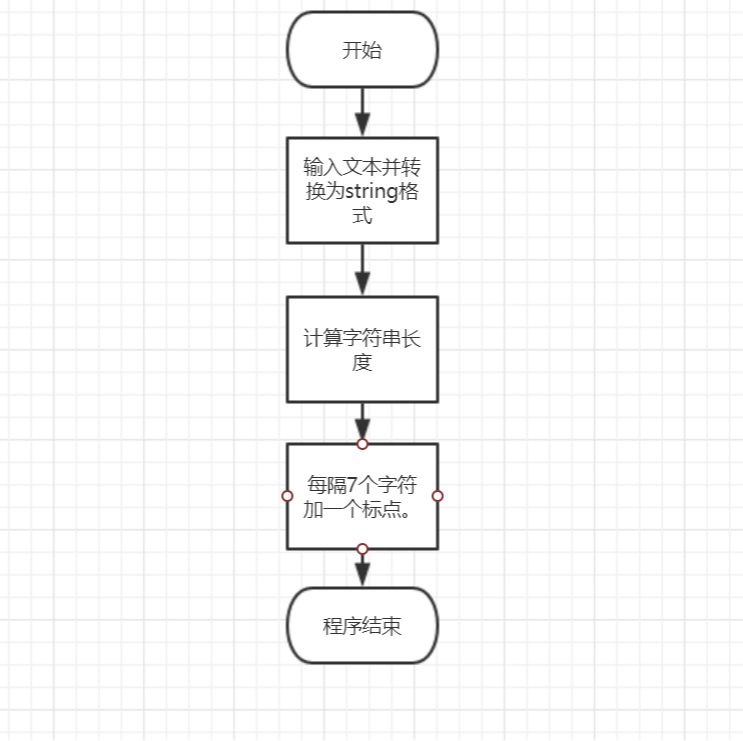 开始
输入文本并转
换为string格
式
计算字符串长
度
每隔7个字符
加一个标点。
程序结束